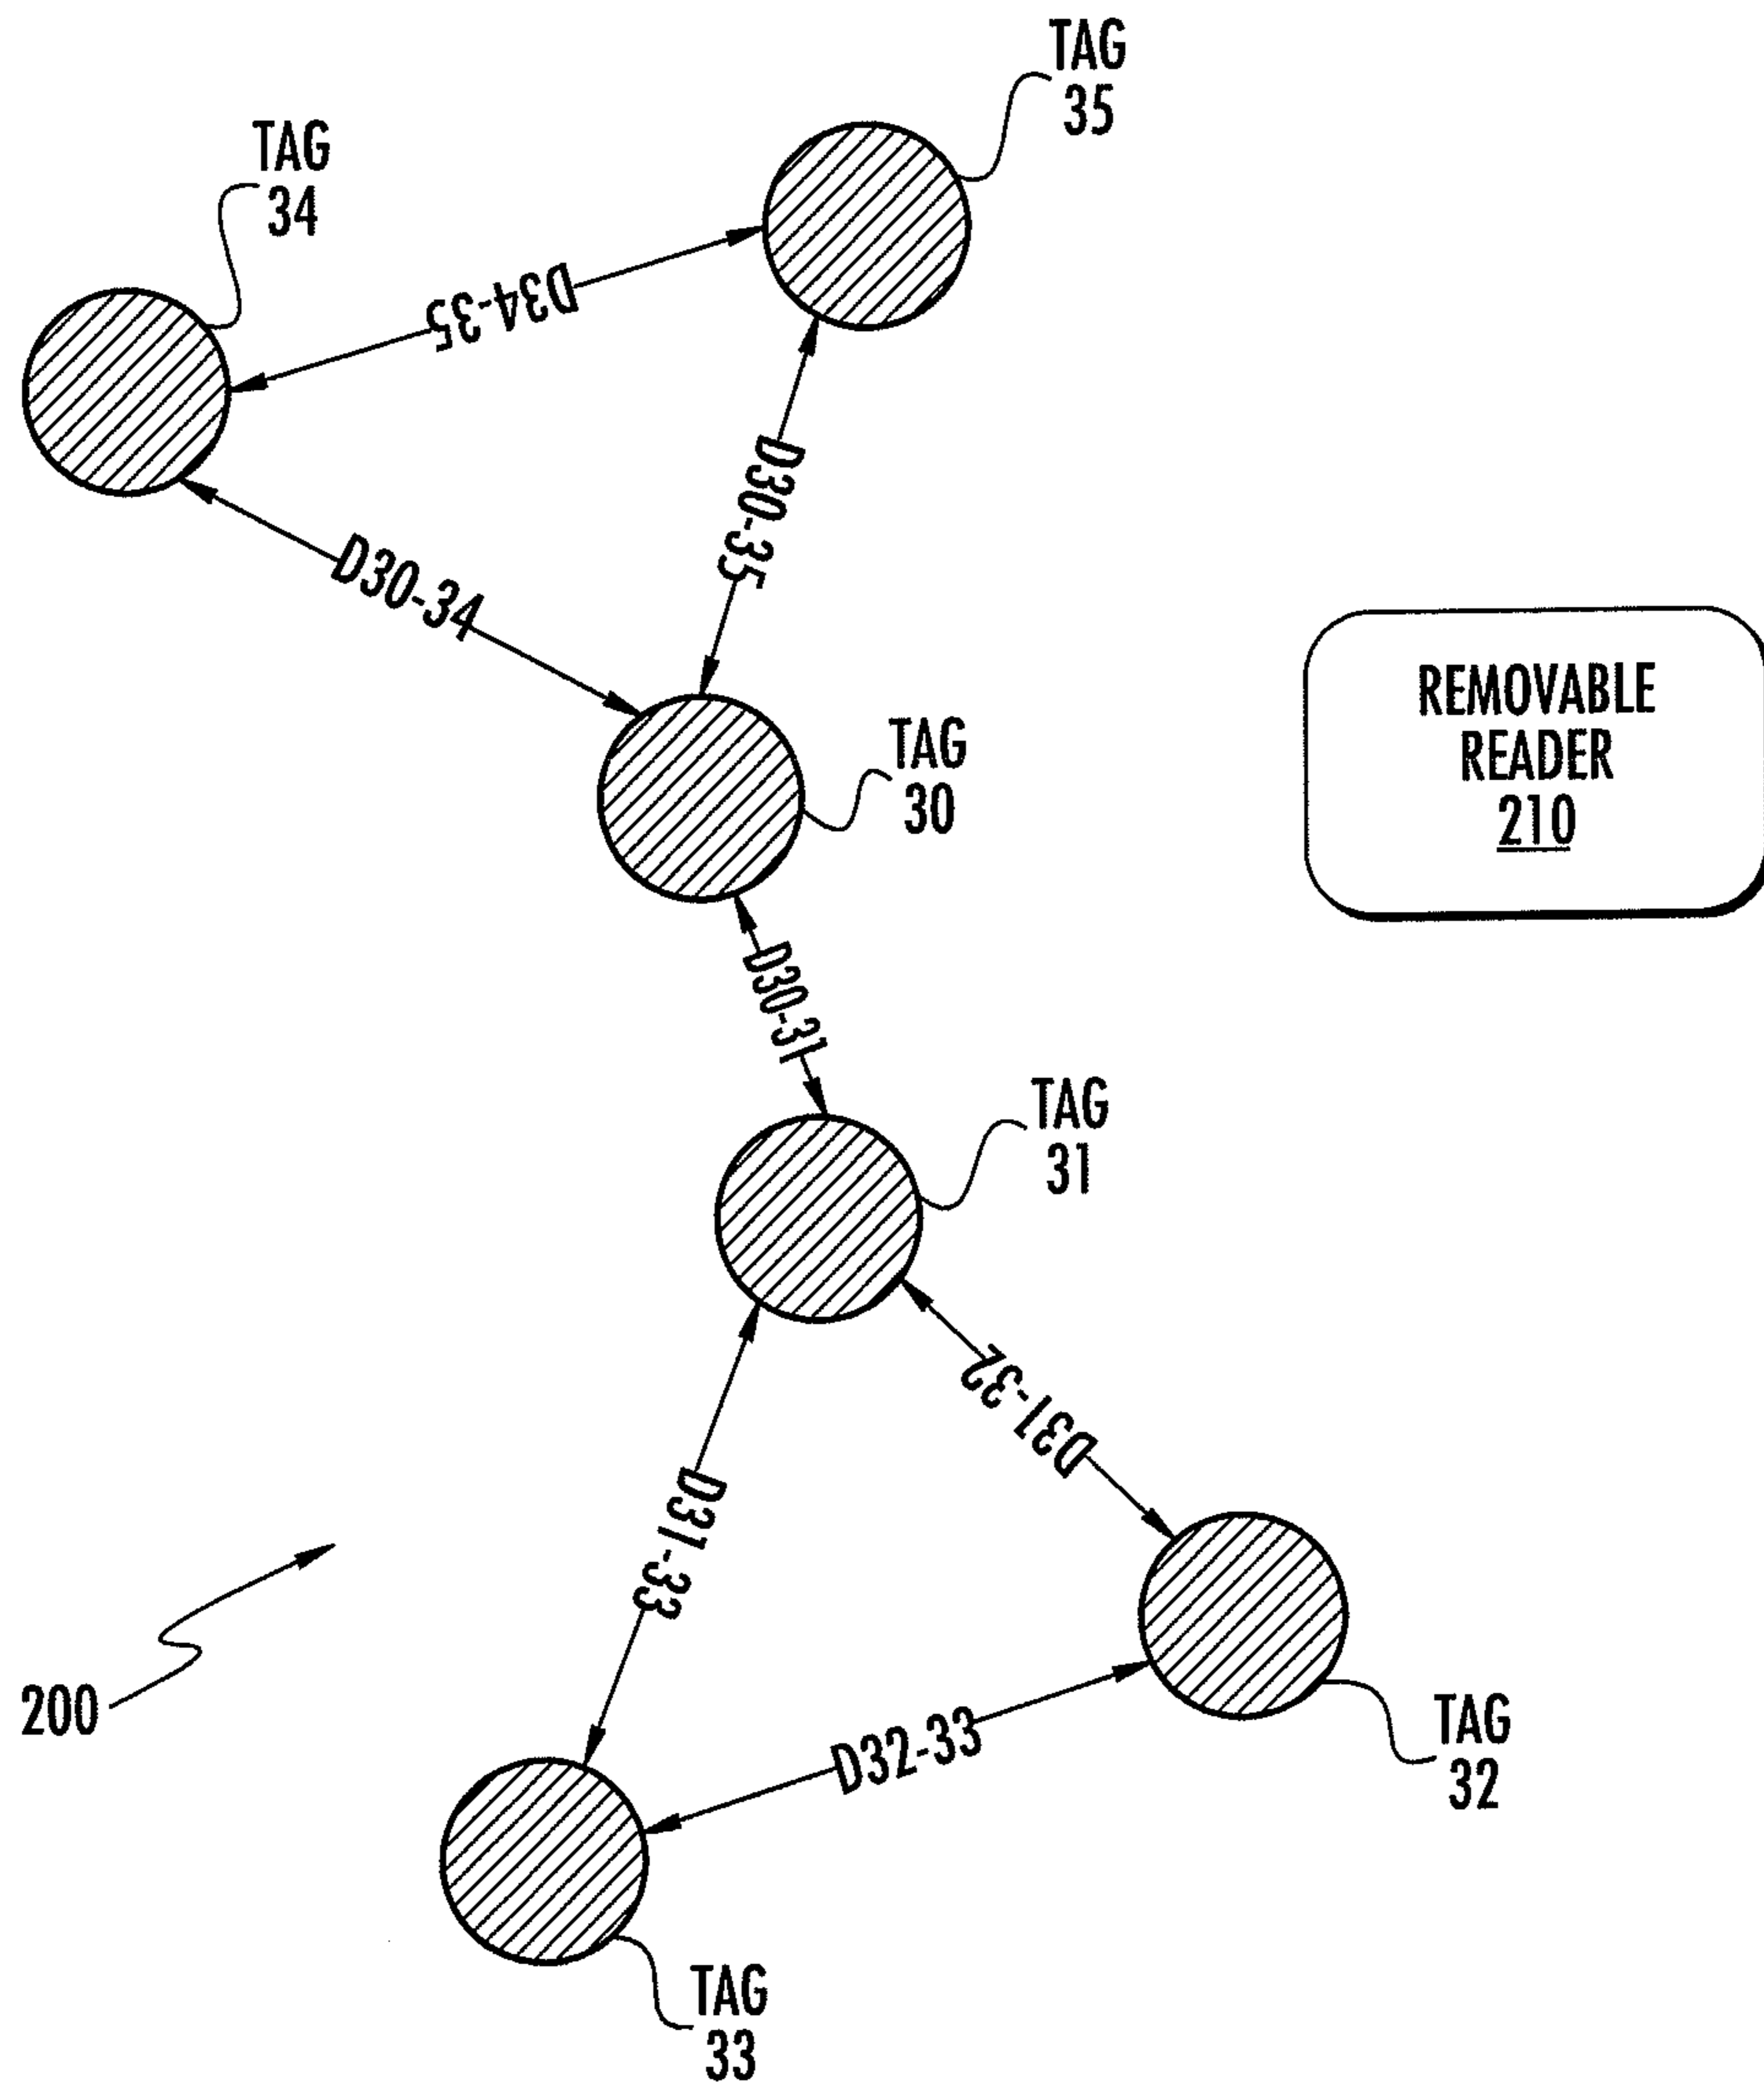 TAG
35
TAG
34
D34-35
D30-35
D30-34
REMOVABLE
READER
210
TAG
30
D30-31
TAG
31
D31-32
D31-33
200
D32-33
TAG
32
TAG
33